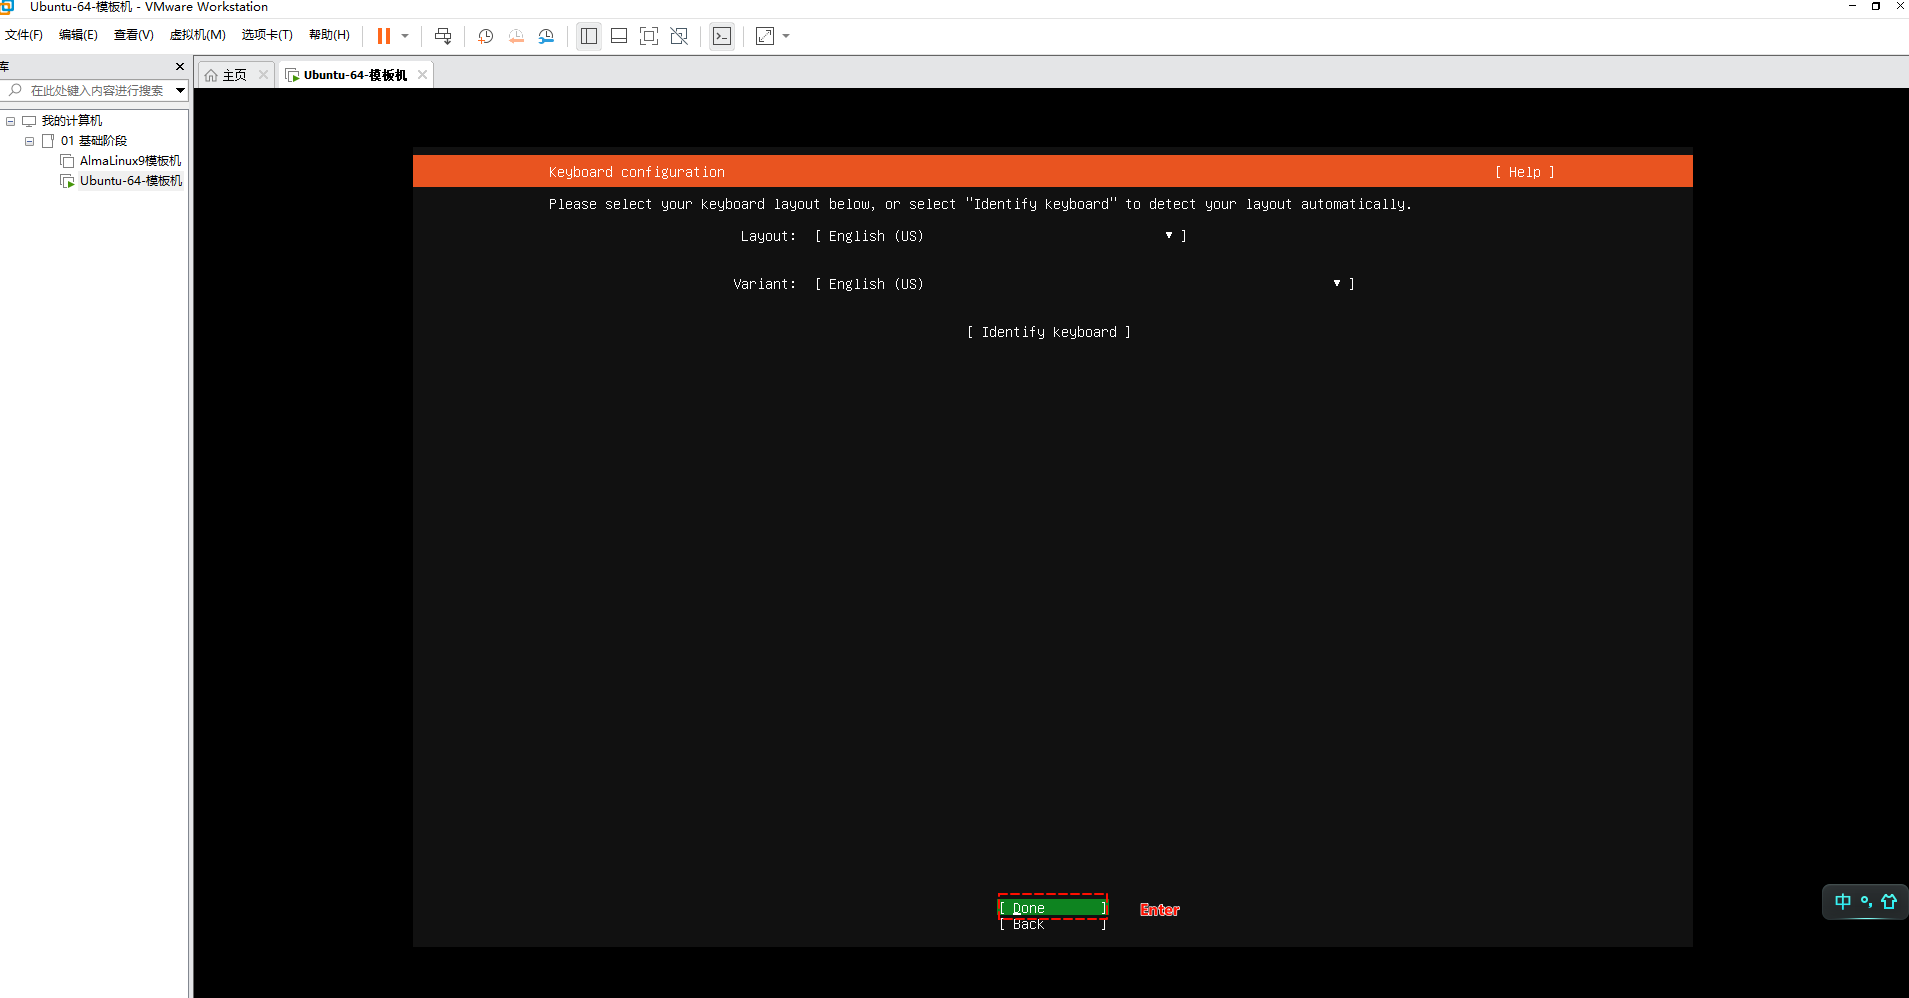 Ubuntu-64-模板机 - VMware Workstation
文件(F) 编辑(E) 查看(V) 虚拟机(M) 选项卡(T) 帮助(H)
库
主页 Ubuntu-64-模板机
在此处键入内容进行搜索
我的计算机
01 基础阶段
AlmaLinux9模板机
Ubuntu-64-模板机
Keyboard configuration [ Help ]
Please select your keyboard layout below, or select "Identify keyboard" to detect your layout automatically.
Layout: [ English (US) ▾ ]
Variant: [ English (US) ▾ ]
[ Identify keyboard ]
[ Done ] Enter
[ Back ]
中 °,